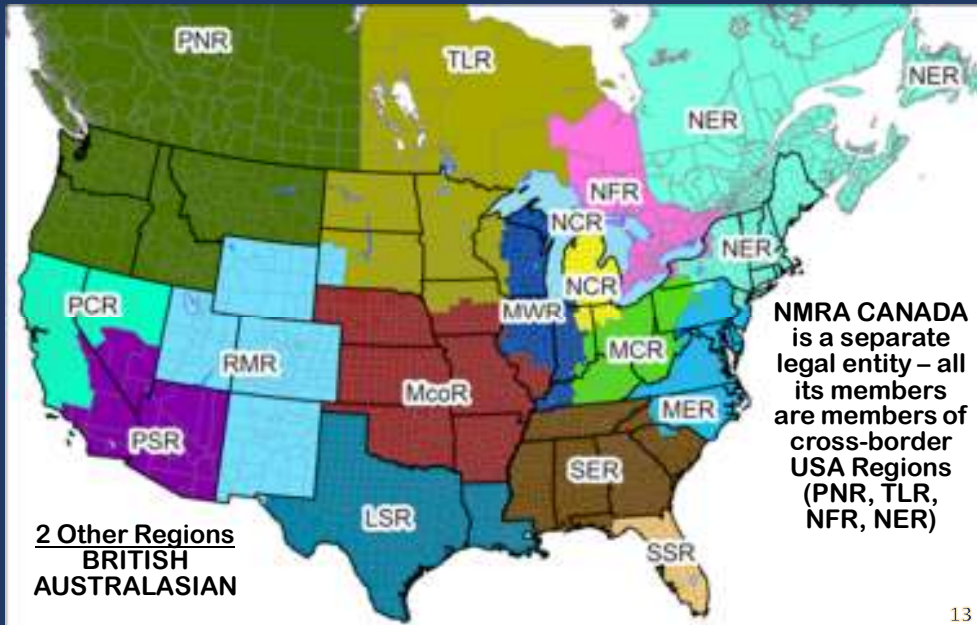 PNR
TLR
NER
NER
NFR
NCR
NER
PCR
NCR
MWR
RMR
MCR
McoR
MER
PSR
SER
LSR
SSR
NMRA CANADA
is a separate
legal entity – all
its members
are members of
cross-border
USA Regions
(PNR, TLR,
NFR, NER)
2 Other Regions
BRITISH
AUSTRALASIAN
13